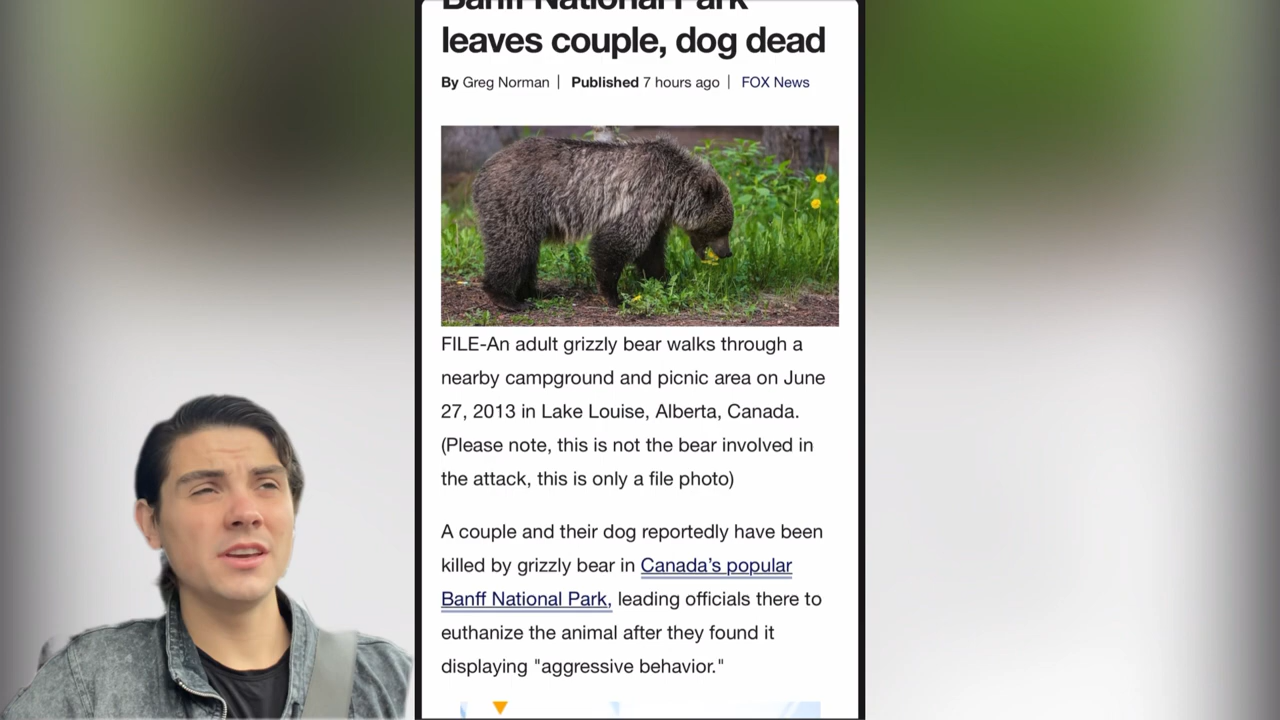 Banff National Park
leaves couple, dog dead
By Greg Norman | Published 7 hours ago | FOX News
FILE-An adult grizzly bear walks through a
nearby campground and picnic area on June
27, 2013 in Lake Louise, Alberta, Canada.
(Please note, this is not the bear involved in
the attack, this is only a file photo)
A couple and their dog reportedly have been
killed by grizzly bear in Canada’s popular
Banff National Park, leading officials there to
euthanize the animal after they found it
displaying "aggressive behavior."